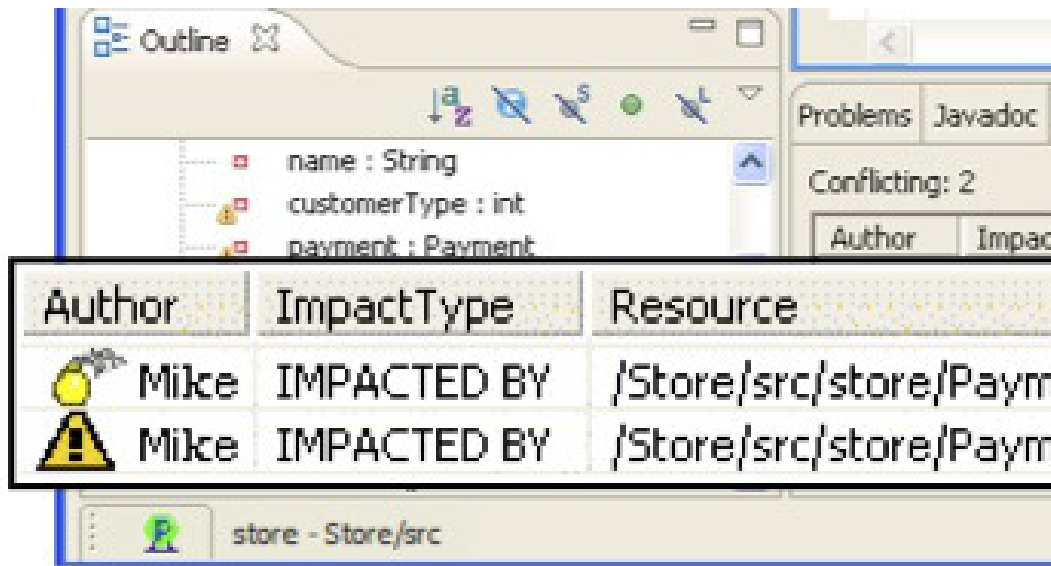 Outline
Problems Javadoc
name : String
customerType : int
payment : Payment
Conflicting: 2
Author Impac
Author ImpactType Resource
Mike IMPACTED BY /Store/src/store/Paym
Mike IMPACTED BY /Store/src/store/Paym
store - Store/src